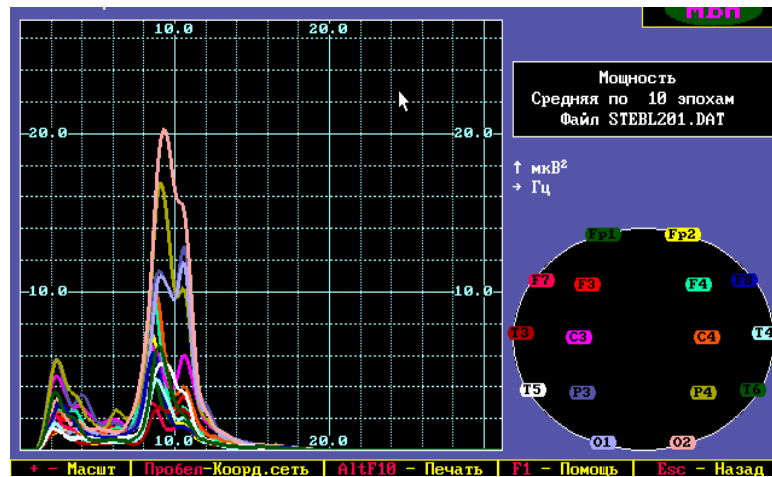 МВН
10.0 20.0
Мощность
Средняя по 10 эпохам
Файл STEBL201.DAT
20.0 20.0
↑ мкВ²
→ Гц
Fp1 Fp2
F7 F3 F4 F8
10.0 10.0
T3 C3 C4 T4
T5 P3 P4 T6
O1 O2
10.0 20.0
+ - Масшт Пробел-Коорд.сеть AltF10 - Печать F1 - Помощь Esc - Назад